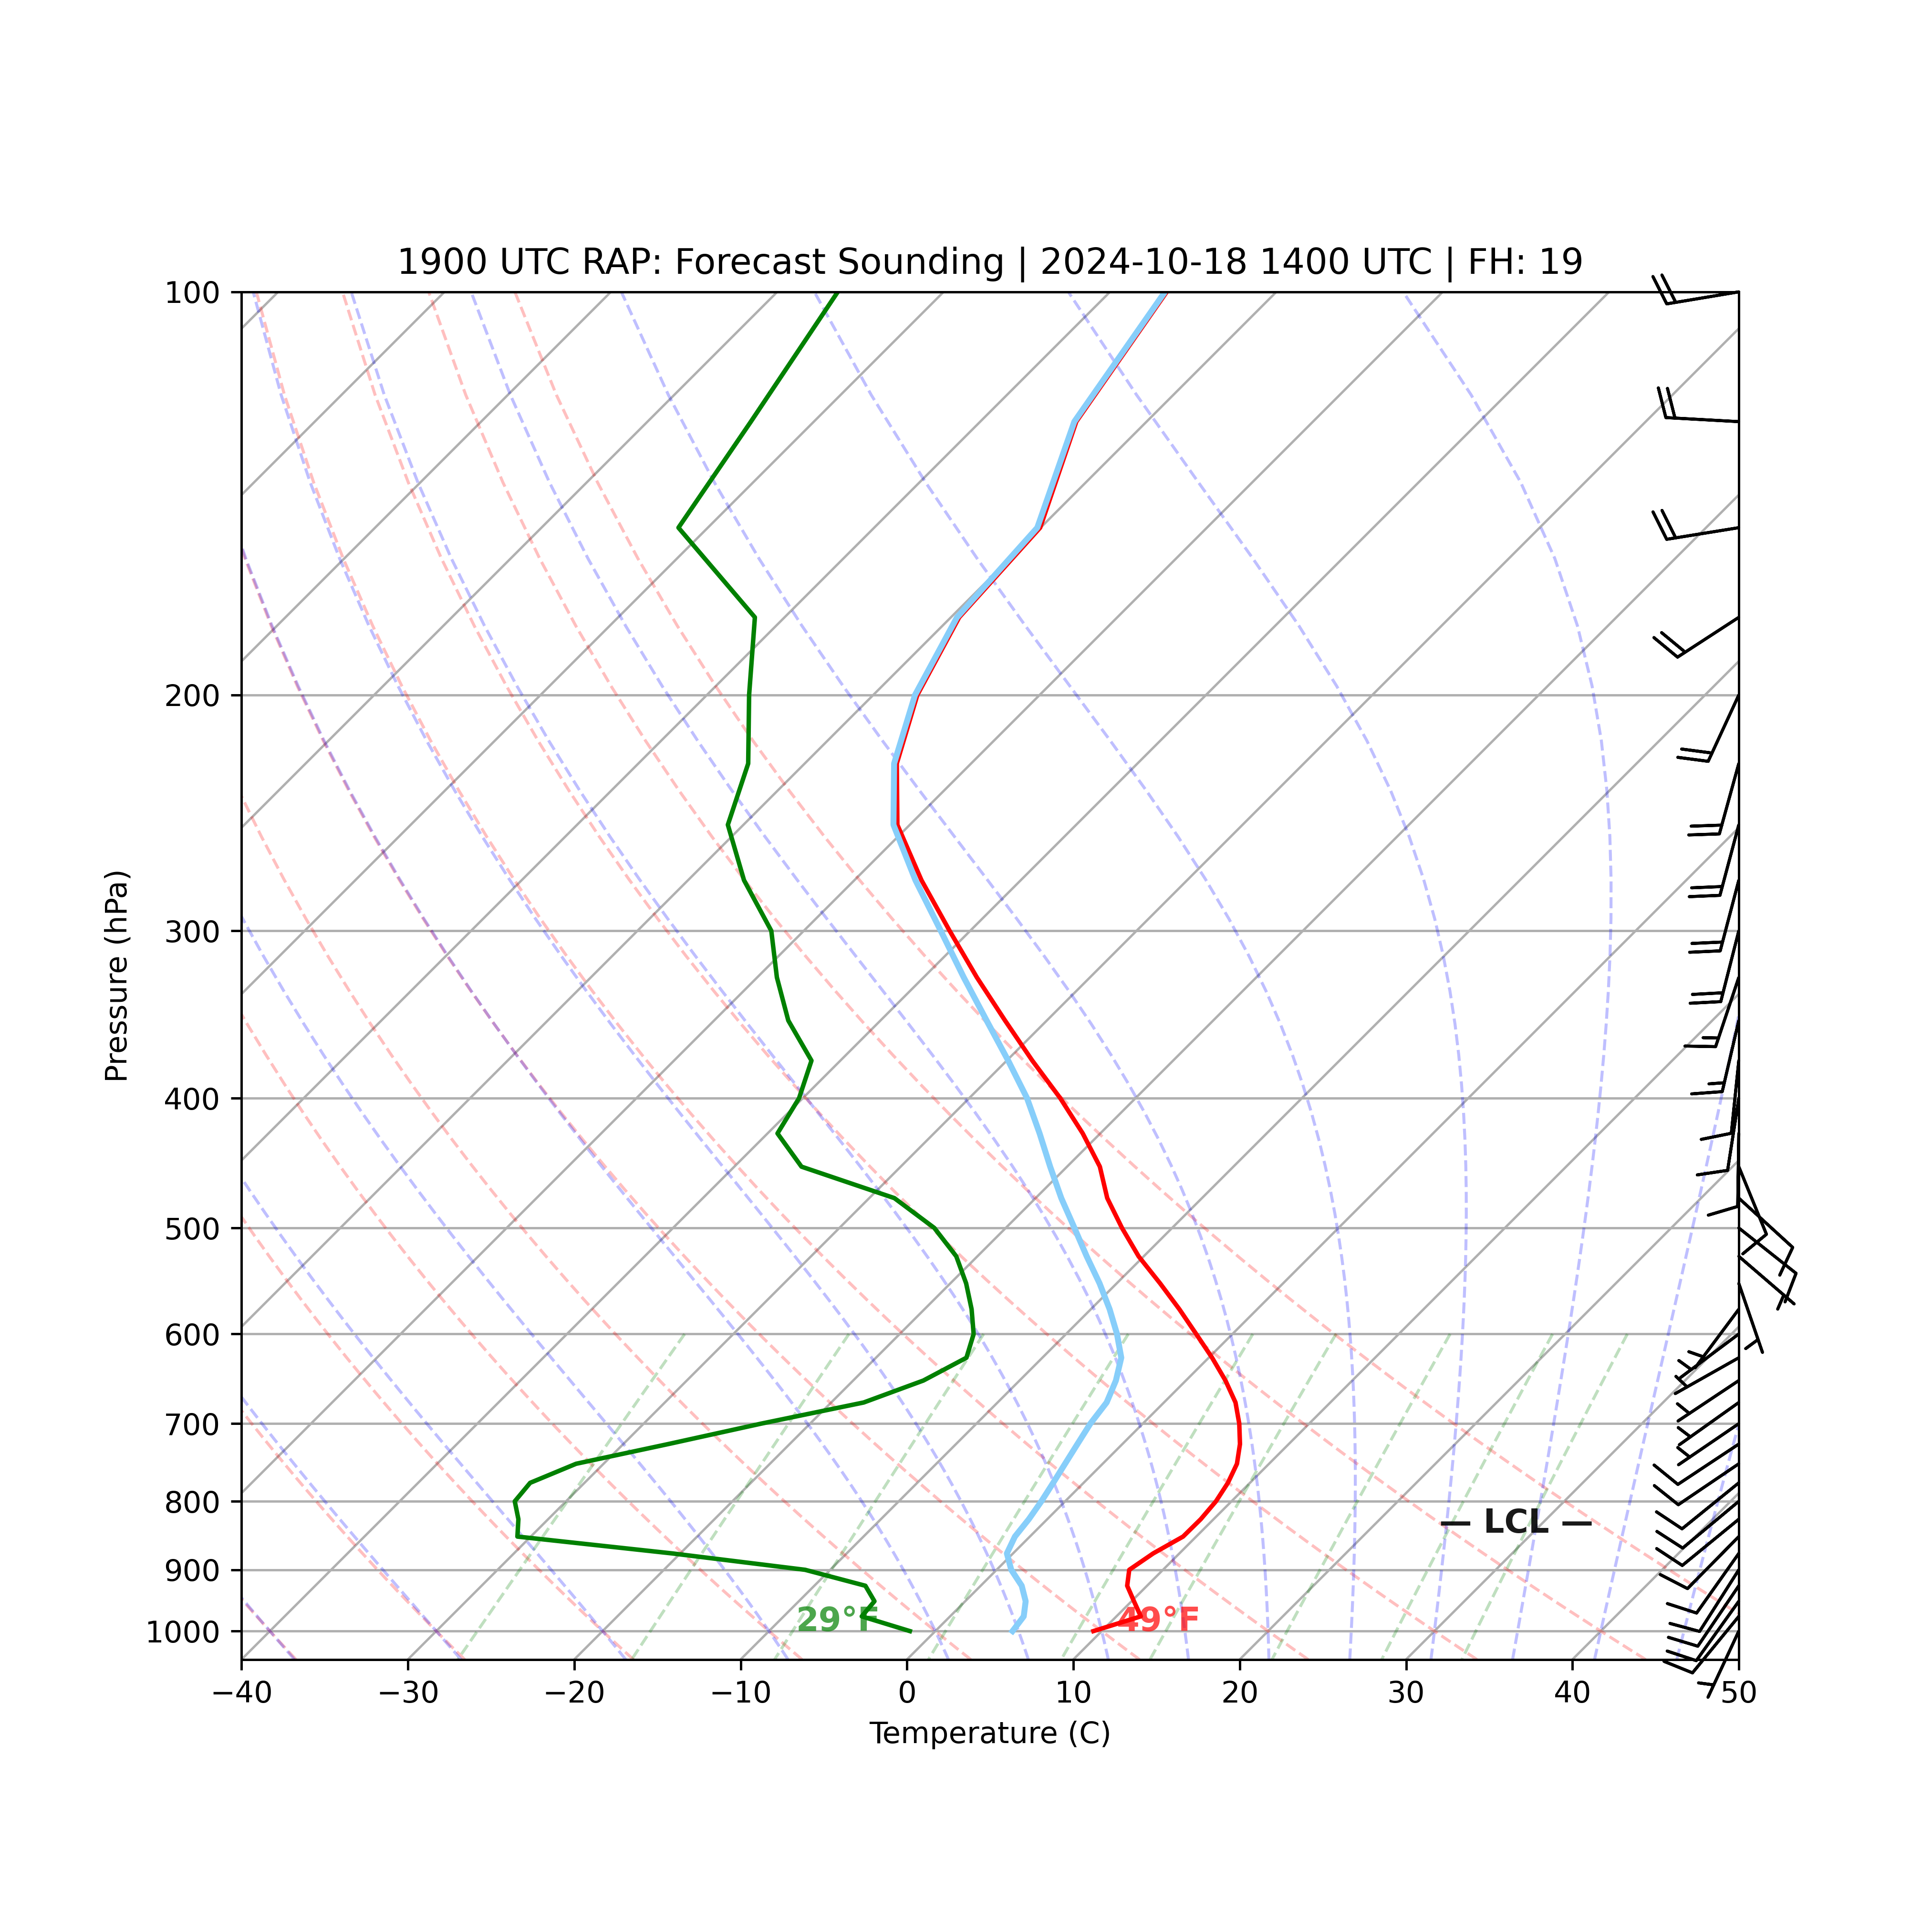 1900 UTC RAP: Forecast Sounding | 2024-10-18 1400 UTC | FH: 19
100
200
300
400
500
600
700
800
900
1000
Pressure (hPa)
— LCL —
29°F
49°F
−40 −30 −20 −10 0 10 20 30 40 50
Temperature (C)